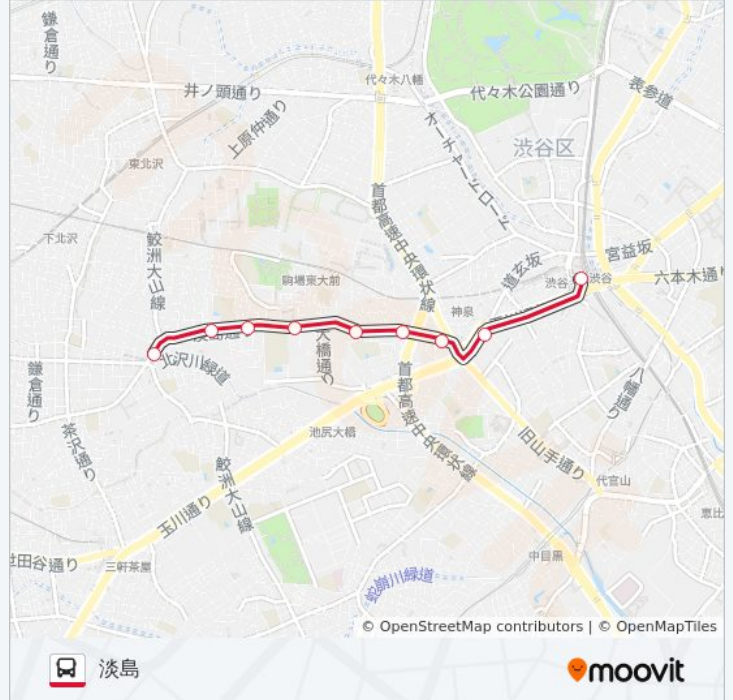 鎌倉通り
代々木八幡
井ノ頭通り
代々木公園通り
表参道
上原仲通り
オーチャードロード
渋谷区
東北沢
首都高速中央環状線
下北沢
鮫洲大山線
宮益坂
道玄坂
駒場東大前
渋谷
渋谷
六本木通り
神泉
大橋通り
北沢川緑道
鎌倉通り
首都高速中央環状線
八幡通り
茶沢通り
池尻大橋
旧山手通り
鮫洲大山線
代官山
玉川通り
恵比
中目黒
世田谷通り
三軒茶屋
蛇崩川緑道
© OpenStreetMap contributors | © OpenMapTiles
淡島
moovit